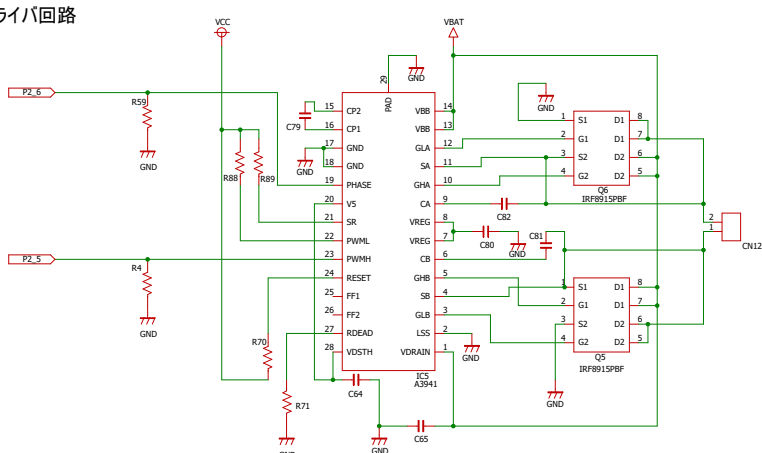 ライバ回路
VCC
VBAT
P2_6
R59
GND
R88
R89
C79
GND
29
PAD
GND
15 CP2
16 CP1
17 GND
18 GND
19 PHASE
20 V5
21 SR
22 PWML
23 PWMH
24 RESET
25 FF1
26 FF2
27 RDEAD
28 VDSTH
VBB 14
VBB 13
GLA 12
SA 11
GHA 10
CA 9
VREG 8
VREG 7
CB 6
GHB 5
SB 4
GLB 3
LSS 2
VDRAIN 1
IC5
A3941
P2_5
R4
GND
R70
R71
GND
C64
GND
C65
GND
C82
C80
GND
C81
GND
1 S1 D1 8
2 G1 D1 7
3 S2 D2 6
4 G2 D2 5
Q6
IRF8915PBF
2
1
CN12
1 S1 D1 8
2 G1 D1 7
3 S2 D2 6
4 G2 D2 5
Q5
IRF8915PBF
GND